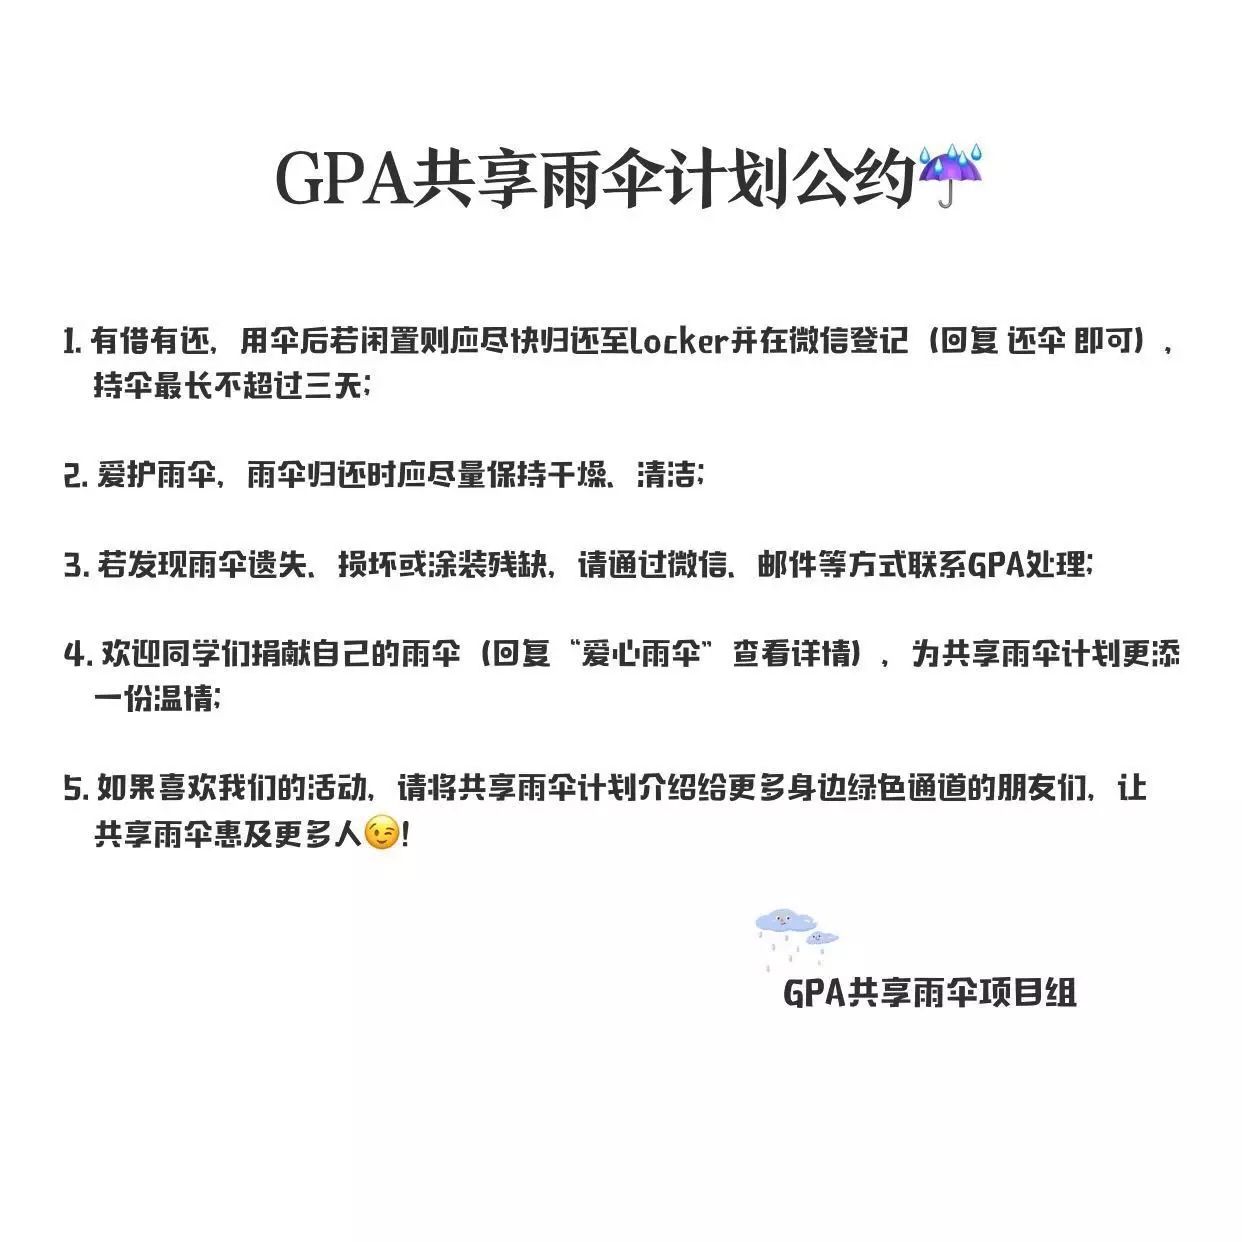 GPA共享雨伞计划公约☔
1. 有借有还，用伞后若闲置则应尽快归还至locker并在微信登记（回复 还伞 即可），
持伞最长不超过三天；
2. 爱护雨伞，雨伞归还时应尽量保持干燥、清洁；
3. 若发现雨伞遗失、损坏或涂装残缺，请通过微信、邮件等方式联系GPA处理；
4. 欢迎同学们捐献自己的雨伞（回复“爱心雨伞”查看详情），为共享雨伞计划更添
一份温情；
5. 如果喜欢我们的活动，请将共享雨伞计划介绍给更多身边绿色通道的朋友们，让
共享雨伞惠及更多人😉！
GPA共享雨伞项目组